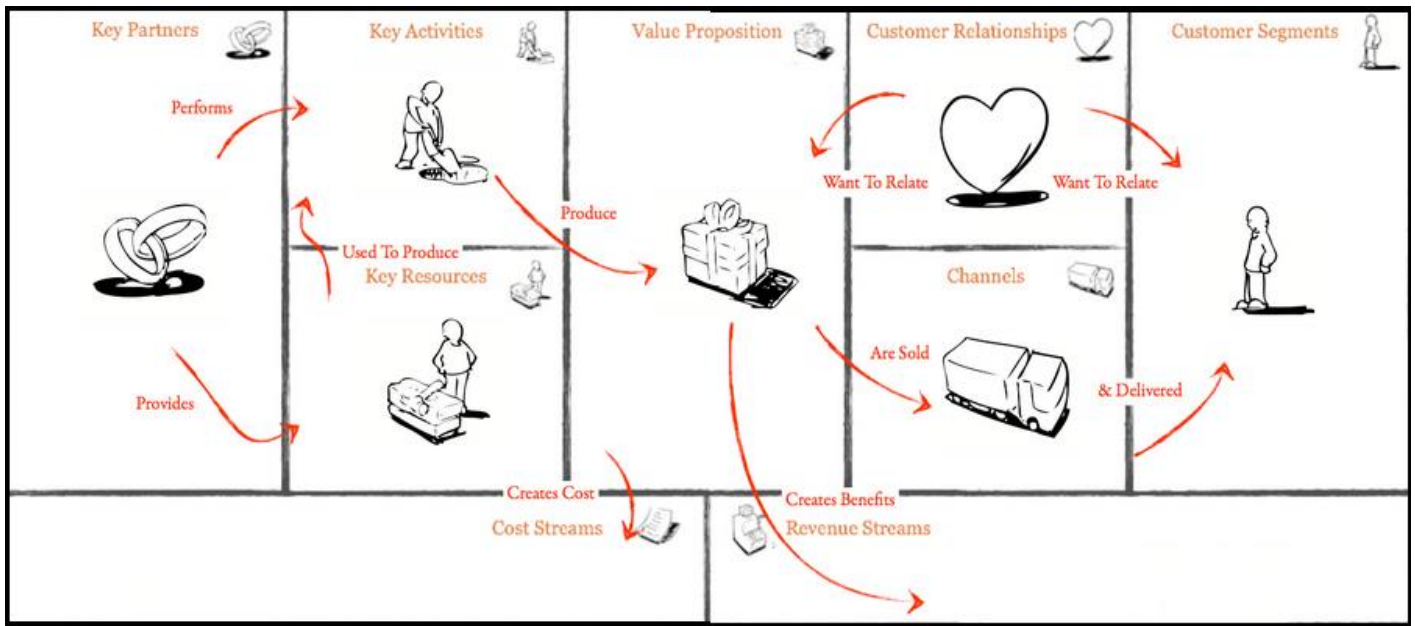 Key Partners
Key Activities
Value Proposition
Customer Relationships
Customer Segments
Performs
Want To Relate
Want To Relate
Produce
Used To Produce
Key Resources
Channels
Are Sold
& Delivered
Provides
Creates Cost
Creates Benefits
Cost Streams
Revenue Streams